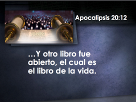 Apocalipsis 20:12
…Y otro libro fue
abierto, el cual es
el libro de la vida.